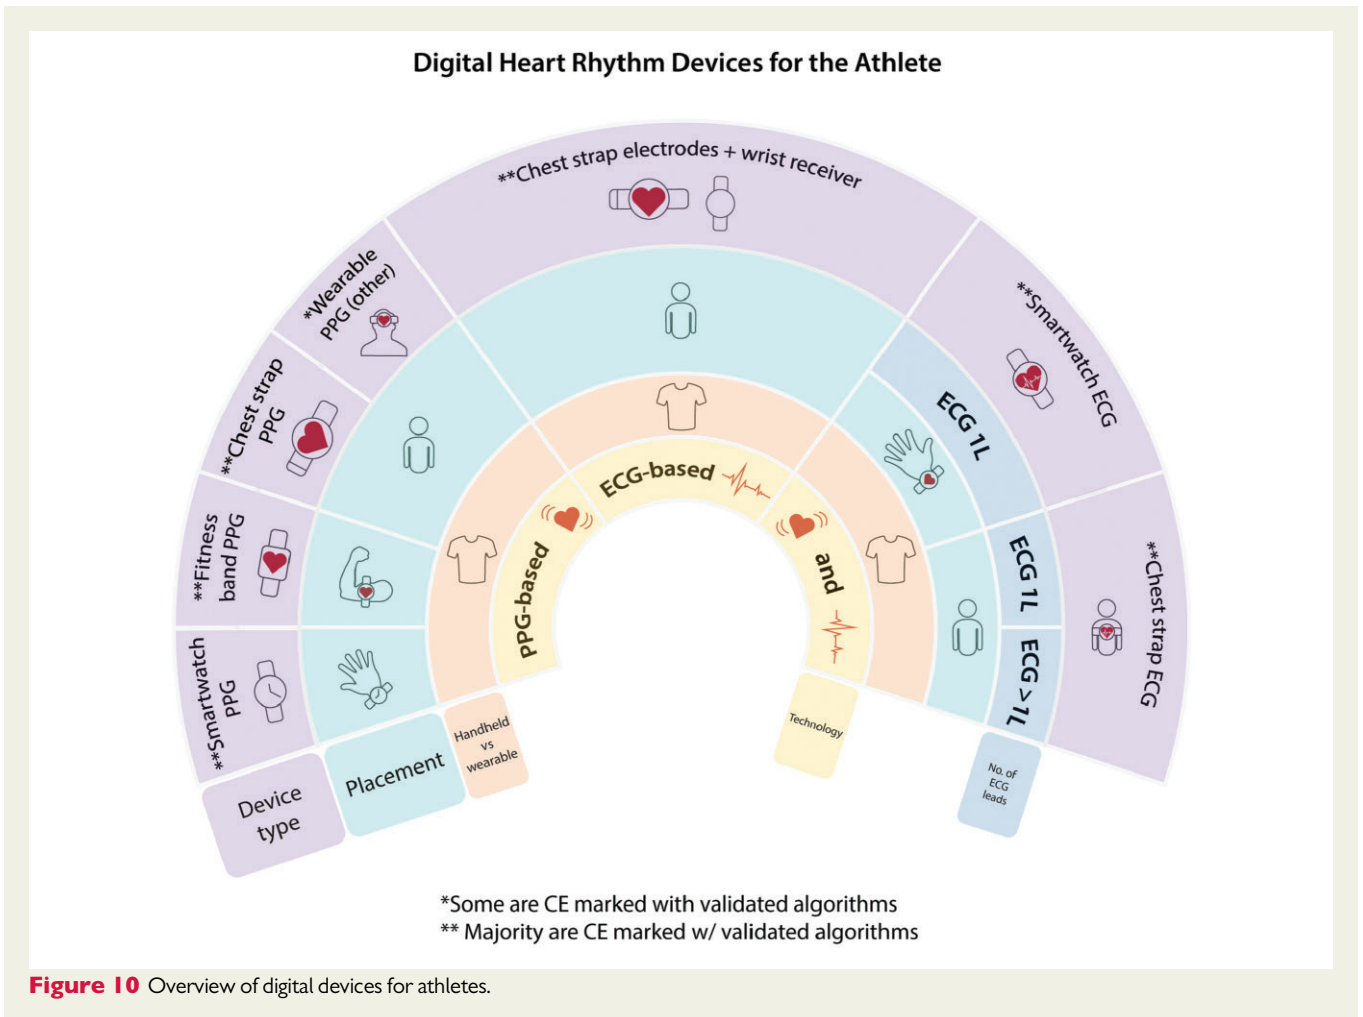 Digital Heart Rhythm Devices for the Athlete
**Smartwatch
PPG
**Fitness
band PPG
**Chest strap
PPG
*Wearable
PPG (other)
**Chest strap electrodes + wrist receiver
**Smartwatch ECG
**Chest strap ECG
ECG 1L
ECG 1L
ECG >1L
PPG-based
ECG-based
and
Device
type
Placement
Handheld
vs
wearable
Technology
No. of
ECG
leads
*Some are CE marked with validated algorithms
** Majority are CE marked w/ validated algorithms
Figure 10 Overview of digital devices for athletes.